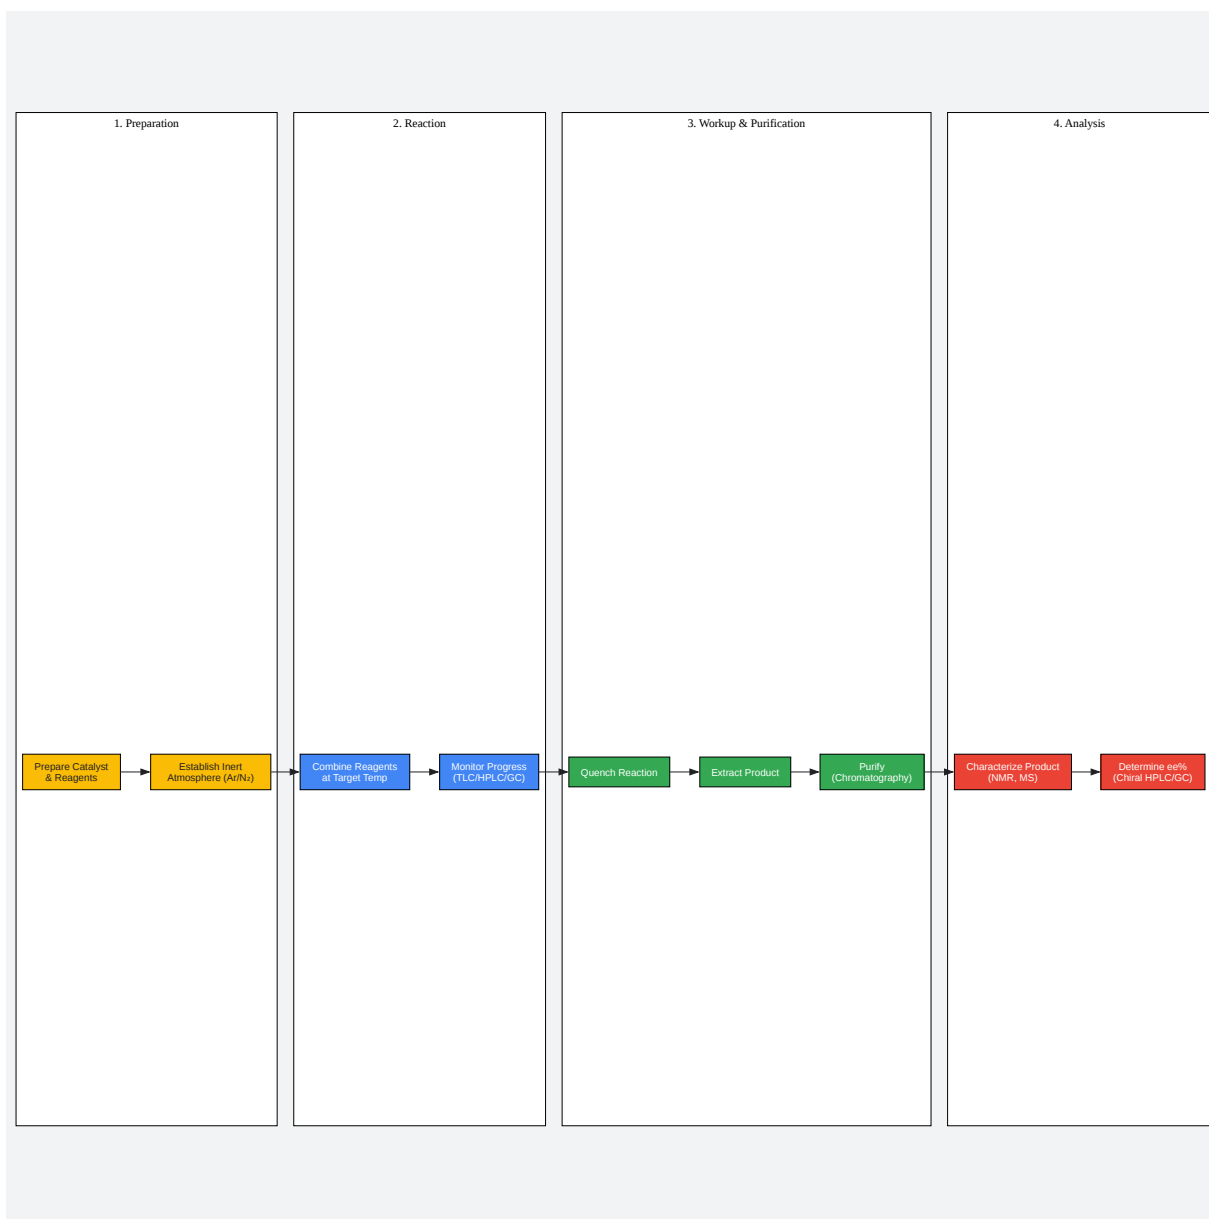 1. Preparation
2. Reaction
3. Workup & Purification
4. Analysis
Prepare Catalyst
& Reagents
Establish Inert
Atmosphere (Ar/N₂)
Combine Reagents
at Target Temp
Monitor Progress
(TLC/HPLC/GC)
Quench Reaction
Extract Product
Purify
(Chromatography)
Characterize Product
(NMR, MS)
Determine ee%
(Chiral HPLC/GC)